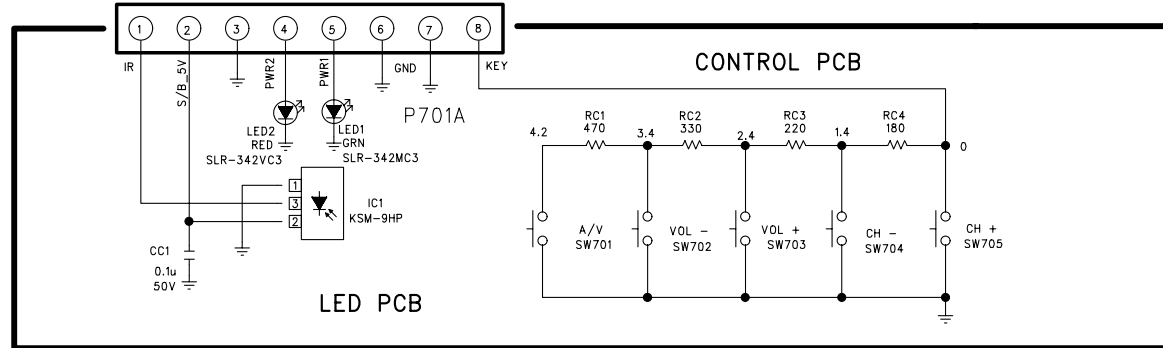 1 2 3 4 5 6 7 8
IR
S/B_5V
PWR2
PWR1
GND
KEY
P701A
CONTROL PCB
LED2
RED
SLR-342VC3
LED1
GRN
SLR-342MC3
1
3
2
IC1
KSM-9HP
CC1
0.1u
50V
LED PCB
4.2
RC1
470
3.4
RC2
330
2.4
RC3
220
1.4
RC4
180
0
A/V
SW701
VOL -
SW702
VOL +
SW703
CH -
SW704
CH +
SW705